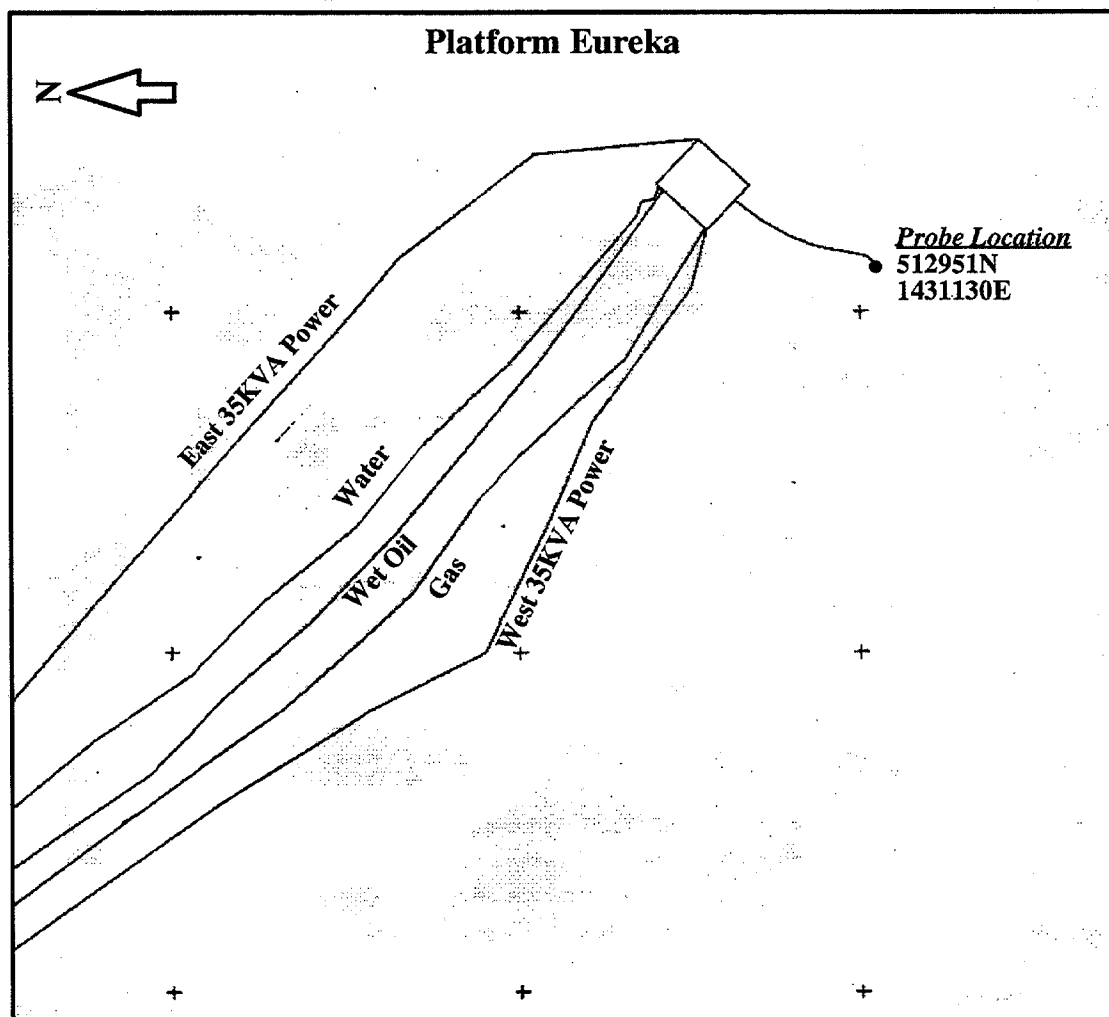 Platform Eureka
N
Probe Location
512951N
1431130E
East 35KVA Power
Water
Wet Oil
Gas
West 35KVA Power